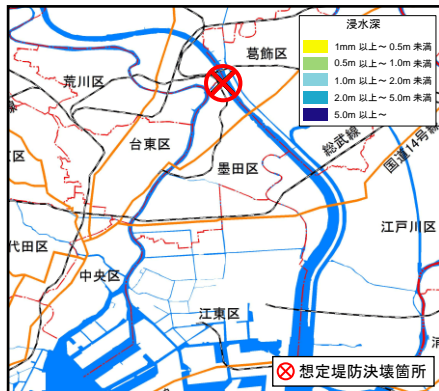 浸水深
1mm 以上～ 0.5m 未満
0.5m 以上～ 1.0m 未満
1.0m 以上～ 2.0m 未満
2.0m 以上～ 5.0m 未満
5.0m 以上～
葛飾区
荒川区
台東区
墨田区
総武線
国道14号線
江戸川区
代田区
中央区
江東区
想定堤防決壊箇所